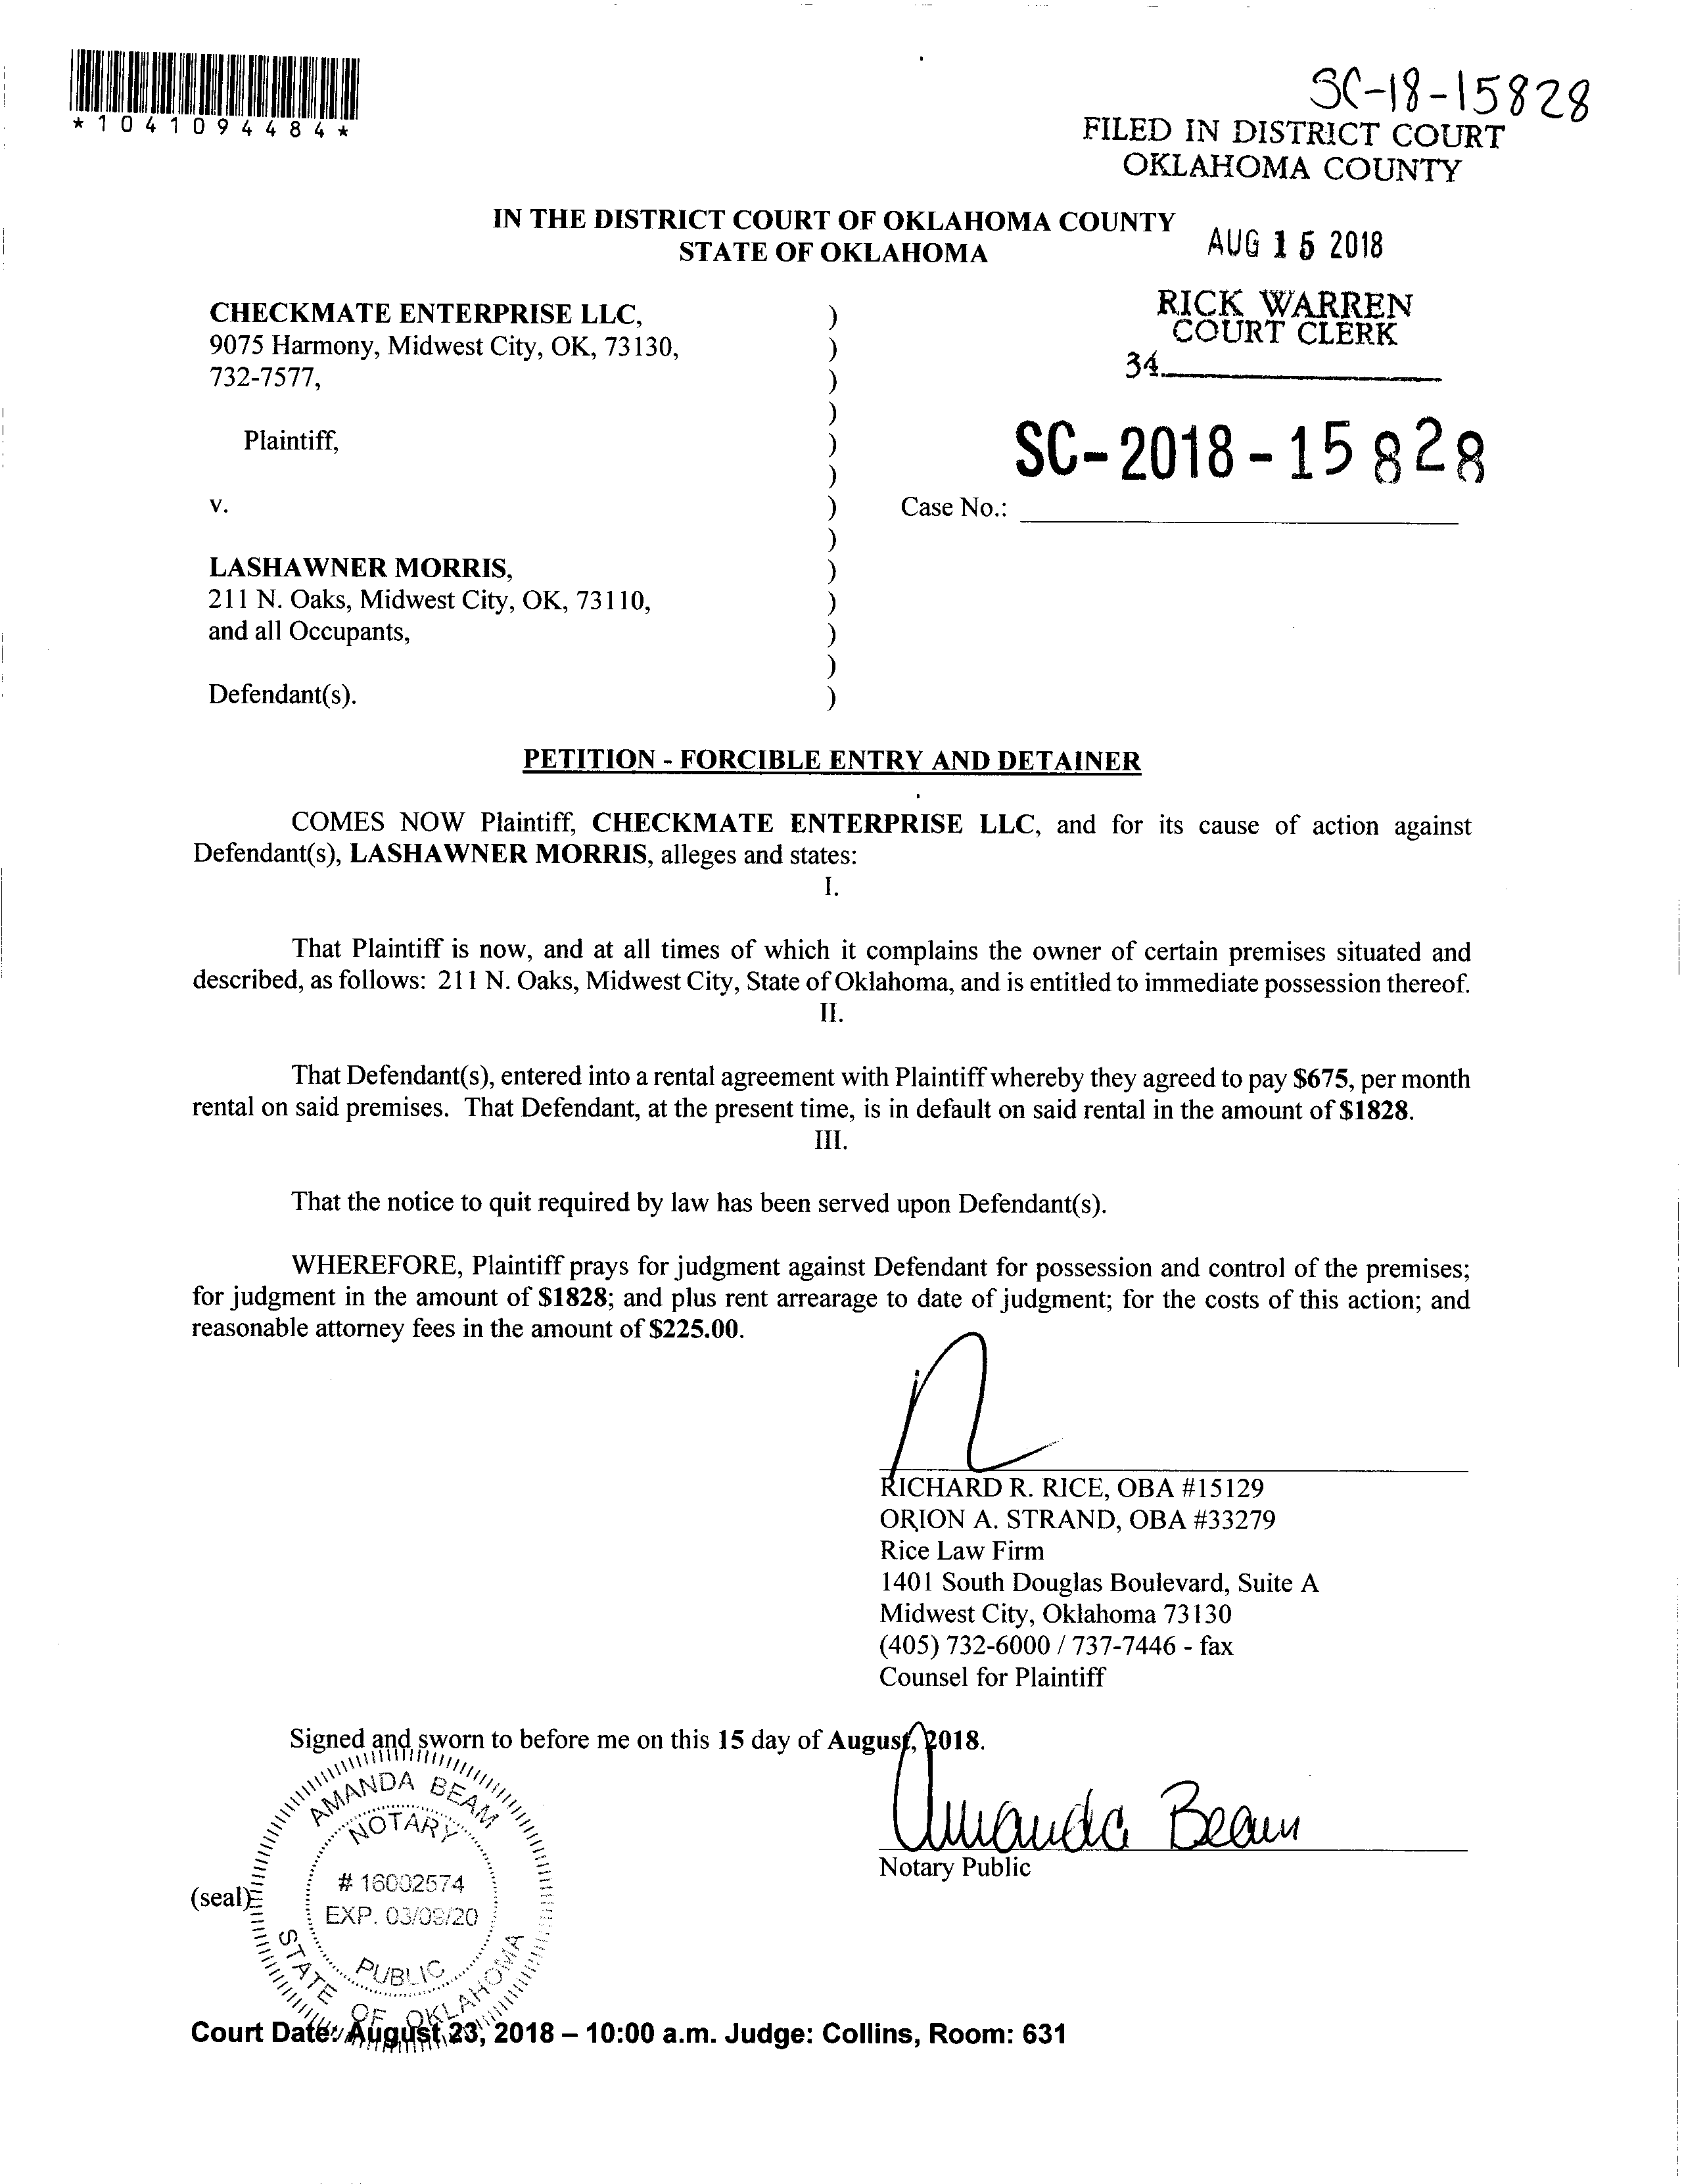 *1041094484*
SC-18-15828
FILED IN DISTRICT COURT
OKLAHOMA COUNTY
IN THE DISTRICT COURT OF OKLAHOMA COUNTY
STATE OF OKLAHOMA
AUG 15 2018
RICK WARREN
COURT CLERK
34
CHECKMATE ENTERPRISE LLC, )
9075 Harmony, Midwest City, OK, 73130, )
732-7577, )
)
Plaintiff, )
)
SC-2018-15828
v. ) Case No.:
)
LASHAWNER MORRIS, )
211 N. Oaks, Midwest City, OK, 73110, )
and all Occupants, )
)
Defendant(s). )
PETITION - FORCIBLE ENTRY AND DETAINER
COMES NOW Plaintiff, CHECKMATE ENTERPRISE LLC, and for its cause of action against
Defendant(s), LASHAWNER MORRIS, alleges and states:
I.
That Plaintiff is now, and at all times of which it complains the owner of certain premises situated and
described, as follows: 211 N. Oaks, Midwest City, State of Oklahoma, and is entitled to immediate possession thereof.
II.
That Defendant(s), entered into a rental agreement with Plaintiff whereby they agreed to pay $675, per month
rental on said premises. That Defendant, at the present time, is in default on said rental in the amount of $1828.
III.
That the notice to quit required by law has been served upon Defendant(s).
WHEREFORE, Plaintiff prays for judgment against Defendant for possession and control of the premises;
for judgment in the amount of $1828; and plus rent arrearage to date of judgment; for the costs of this action; and
reasonable attorney fees in the amount of $225.00.
RICHARD R. RICE, OBA #15129
ORION A. STRAND, OBA #33279
Rice Law Firm
1401 South Douglas Boulevard, Suite A
Midwest City, Oklahoma 73130
(405) 732-6000 / 737-7446 - fax
Counsel for Plaintiff
Signed and sworn to before me on this 15 day of August, 2018.
Amanda Beam
Notary Public
(seal)
AMANDA BEAM
NOTARY
# 16002574
EXP. 03/09/20
PUBLIC
STATE OF OKLAHOMA
Court Date: August 23, 2018 – 10:00 a.m. Judge: Collins, Room: 631